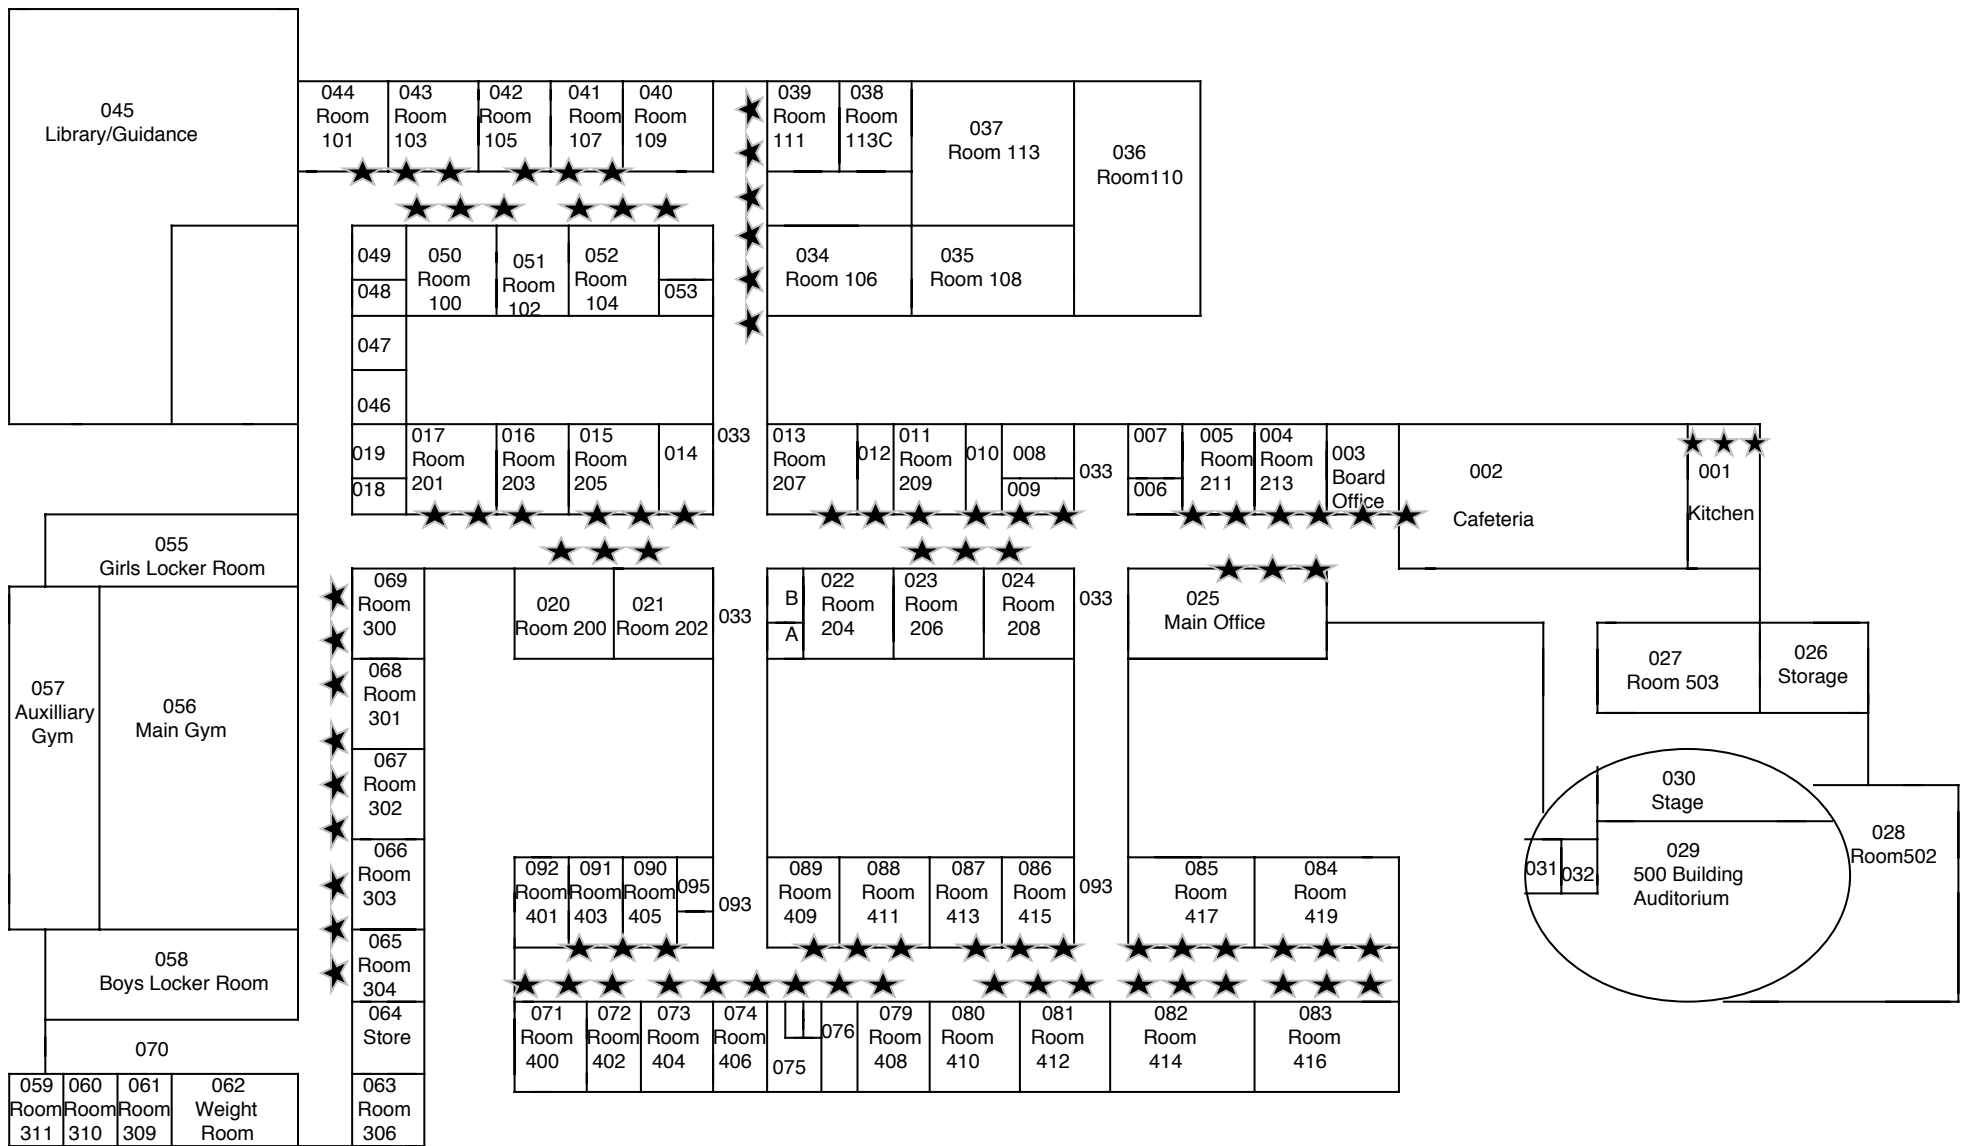 045
Library/Guidance
044
Room
101
043
Room
103
042
Room
105
041
Room
107
040
Room
109
039
Room
111
038
Room
113C
037
Room 113
036
Room110
049
048
050
Room
100
051
Room
102
052
Room
104
053
034
Room 106
035
Room 108
047
046
019
018
017
Room
201
016
Room
203
015
Room
205
014
033
013
Room
207
012
011
Room
209
010
008
009
033
007
006
005
Room
211
004
Room
213
003
Board
Office
002
Cafeteria
001
Kitchen
055
Girls Locker Room
069
Room
300
020
Room 200
021
Room 202
033
B
A
022
Room
204
023
Room
206
024
Room
208
033
025
Main Office
027
Room 503
026
Storage
057
Auxilliary
Gym
056
Main Gym
068
Room
301
067
Room
302
066
Room
303
065
Room
304
064
Store
063
Room
306
030
Stage
029
500 Building
Auditorium
031
032
028
Room502
092
Room
401
091
Room
403
090
Room
405
095
093
089
Room
409
088
Room
411
087
Room
413
086
Room
415
093
085
Room
417
084
Room
419
058
Boys Locker Room
070
059
Room
311
060
Room
310
061
Room
309
062
Weight
Room
071
Room
400
072
Room
402
073
Room
404
074
Room
406
075
076
079
Room
408
080
Room
410
081
Room
412
082
Room
414
083
Room
416